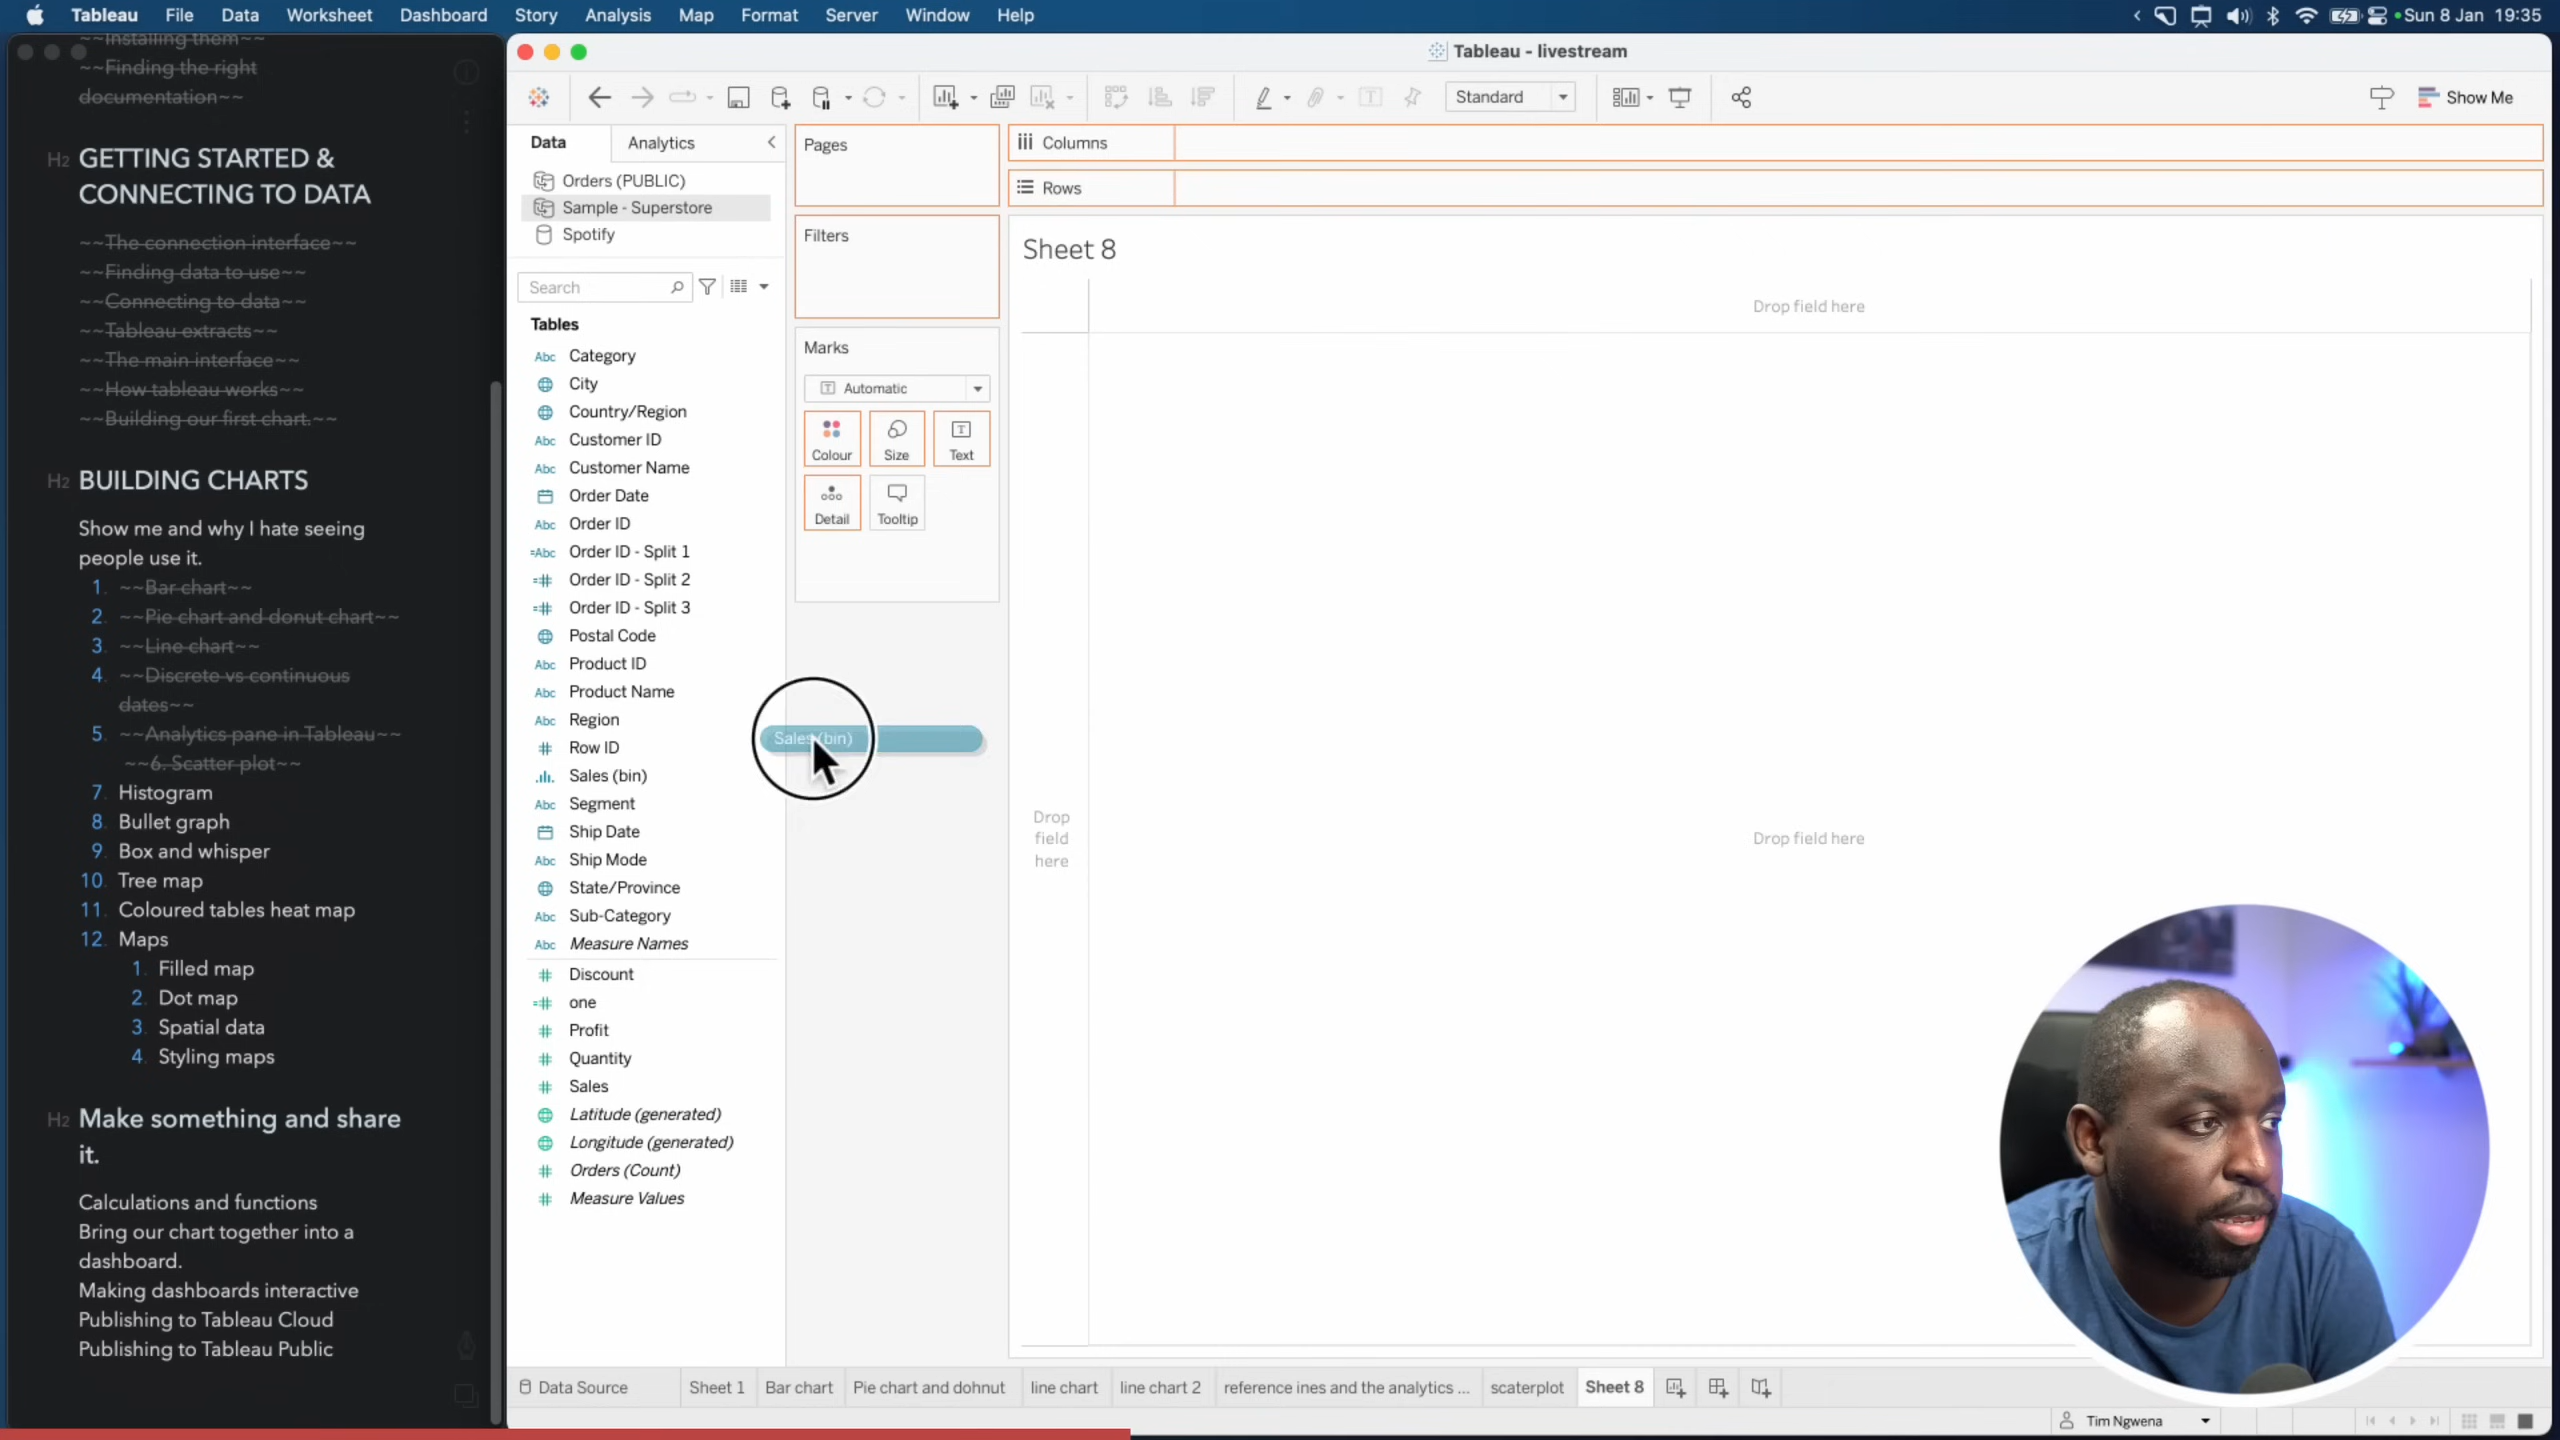 Tableau File Data Worksheet Dashboard Story Analysis Map Format Server Window Help
Sun 8 Jan 19:35
~~Installing them~~
~~Finding the right
documentation~~
H2 GETTING STARTED &
CONNECTING TO DATA
~~The connection interface~~
~~Finding data to use~~
~~Connecting to data~~
~~Tableau extracts~~
~~The main interface~~
~~How tableau works~~
~~Building our first chart.~~
H2 BUILDING CHARTS
Show me and why I hate seeing
people use it.
1. ~~Bar chart~~
2. ~~Pie chart and donut chart~~
3. ~~Line chart~~
4. ~~Discrete vs continuous
dates~~
5. ~~Analytics pane in Tableau~~
~~6. Scatter plot~~
7. Histogram
8. Bullet graph
9. Box and whisper
10. Tree map
11. Coloured tables heat map
12. Maps
1. Filled map
2. Dot map
3. Spatial data
4. Styling maps
H2 Make something and share
it.
Calculations and functions
Bring our chart together into a
dashboard.
Making dashboards interactive
Publishing to Tableau Cloud
Publishing to Tableau Public
Tableau - livestream
Standard
Show Me
Data
Analytics
Orders (PUBLIC)
Sample - Superstore
Spotify
Search
Tables
Abc Category
City
Country/Region
Abc Customer ID
Abc Customer Name
Order Date
Abc Order ID
=Abc Order ID - Split 1
=# Order ID - Split 2
=# Order ID - Split 3
Postal Code
Abc Product ID
Abc Product Name
Abc Region
# Row ID
Sales (bin)
Abc Segment
Ship Date
Abc Ship Mode
State/Province
Abc Sub-Category
Abc Measure Names
# Discount
=# one
# Profit
# Quantity
# Sales
Latitude (generated)
Longitude (generated)
# Orders (Count)
# Measure Values
Pages
Filters
Marks
Automatic
Colour
Size
Text
Detail
Tooltip
Sales (bin)
Columns
Rows
Sheet 8
Drop field here
Drop
field
here
Drop field here
Data Source
Sheet 1
Bar chart
Pie chart and dohnut
line chart
line chart 2
reference ines and the analytics ...
scaterplot
Sheet 8
Tim Ngwena